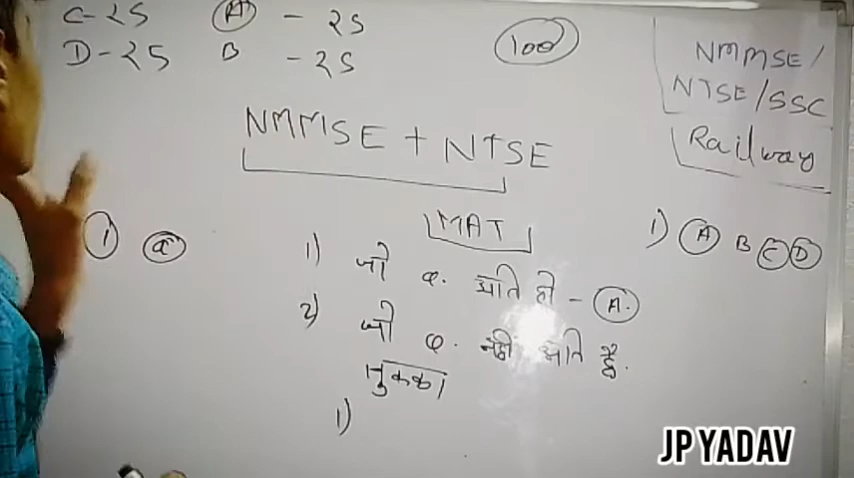 C-25 A - 25
D-25 B - 25
100
NMMSE/
NTSE/SSC
Railway
NMMSE + NTSE
MAT
1) a
1) A B C D
1) जो प्र. आते हो - A.
2) जो प्र. नहीं आते है.
तुक्का
1)
JP YADAV